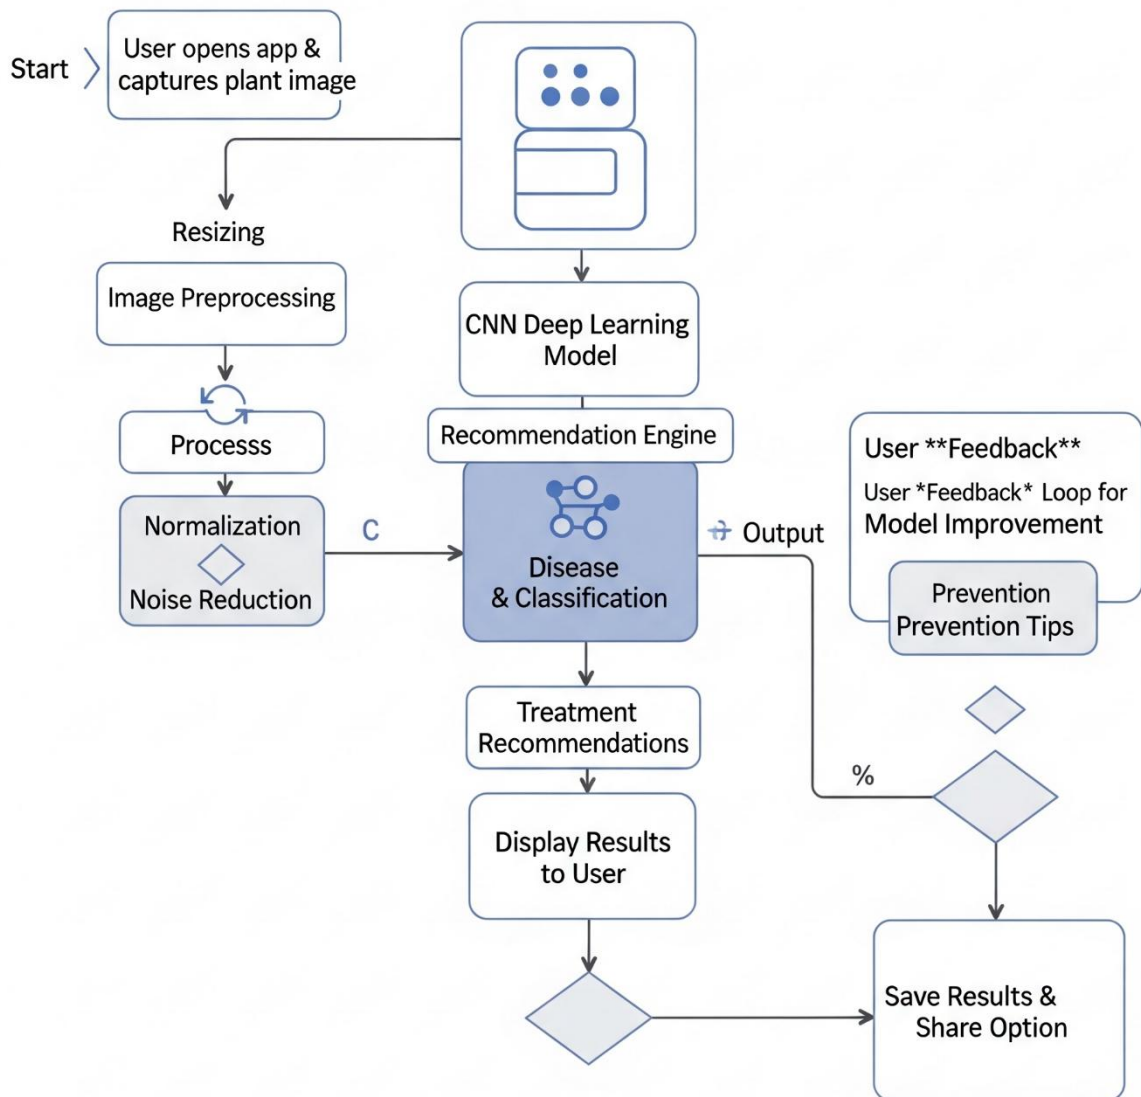 Start
User opens app &
captures plant image
Resizing
Image Preprocessing
Processs
Normalization
Noise Reduction
C
CNN Deep Learning
Model
Recommendation Engine
Disease
& Classification
Output
Treatment
Recommendations
Display Results
to User
User **Feedback**
User *Feedback* Loop for
Model Improvement
Prevention
Prevention Tips
%
Save Results &
Share Option